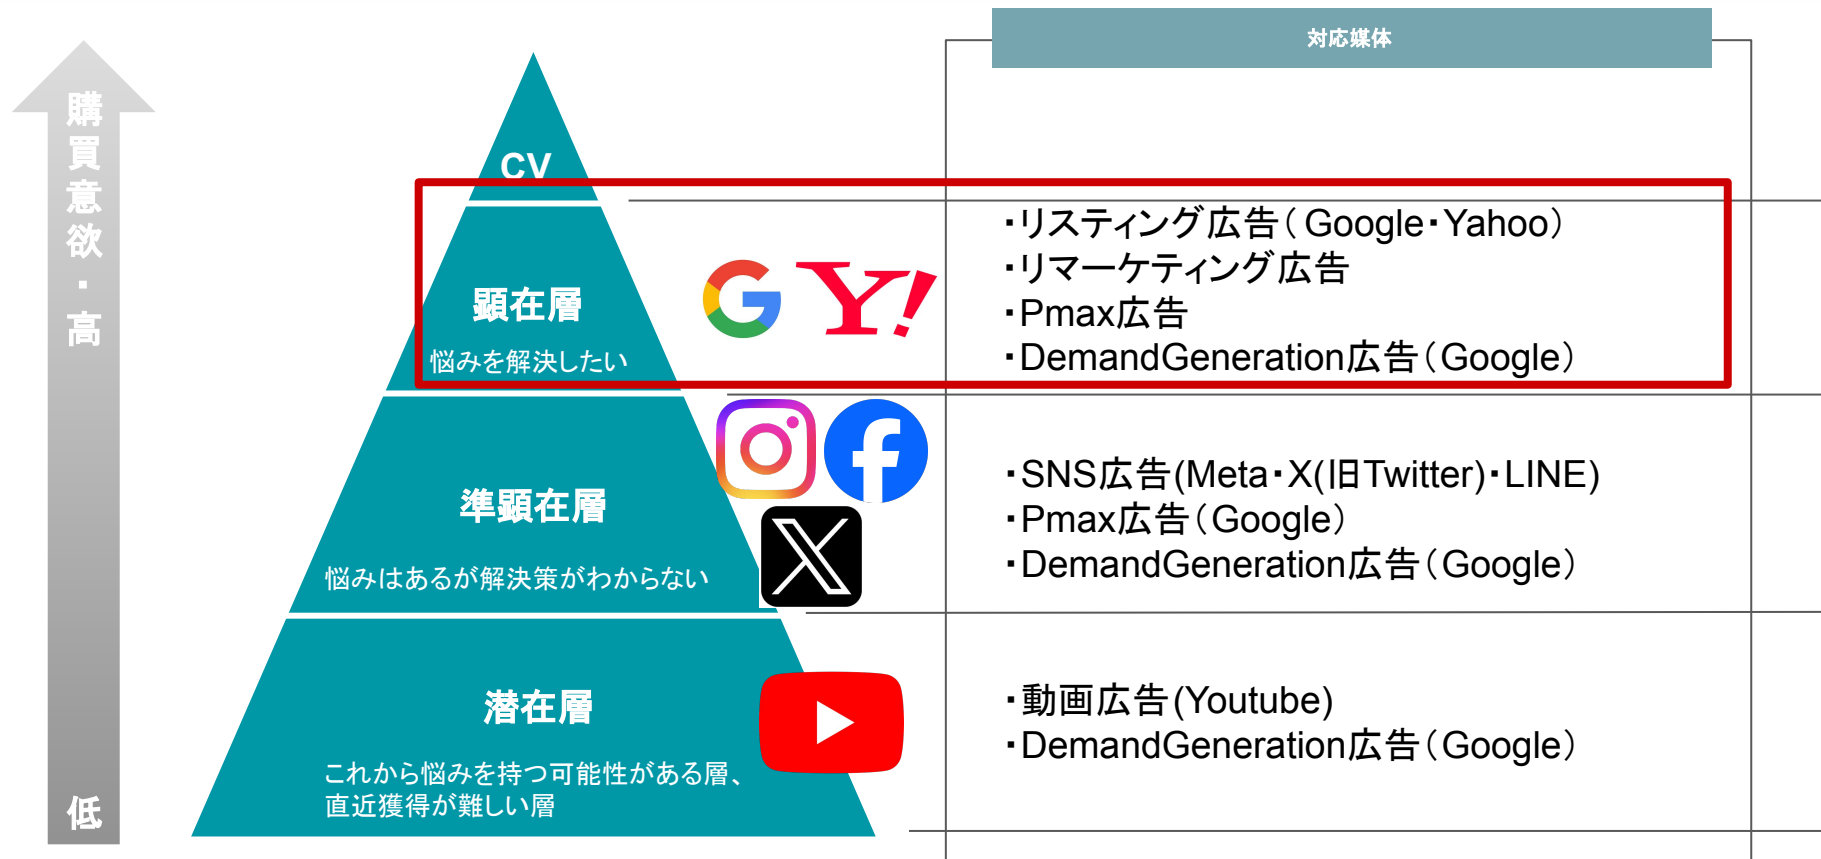 対応媒体
購買意欲・高
CV
顕在層
悩みを解決したい
・リスティング広告（Google・Yahoo）
・リマーケティング広告
・Pmax広告
・DemandGeneration広告（Google）
G Y!
準顕在層
悩みはあるが解決策がわからない
・SNS広告(Meta・X(旧Twitter)・LINE)
・Pmax広告（Google）
・DemandGeneration広告（Google）
潜在層
これから悩みを持つ可能性がある層、
直近獲得が難しい層
・動画広告(Youtube)
・DemandGeneration広告（Google）
低